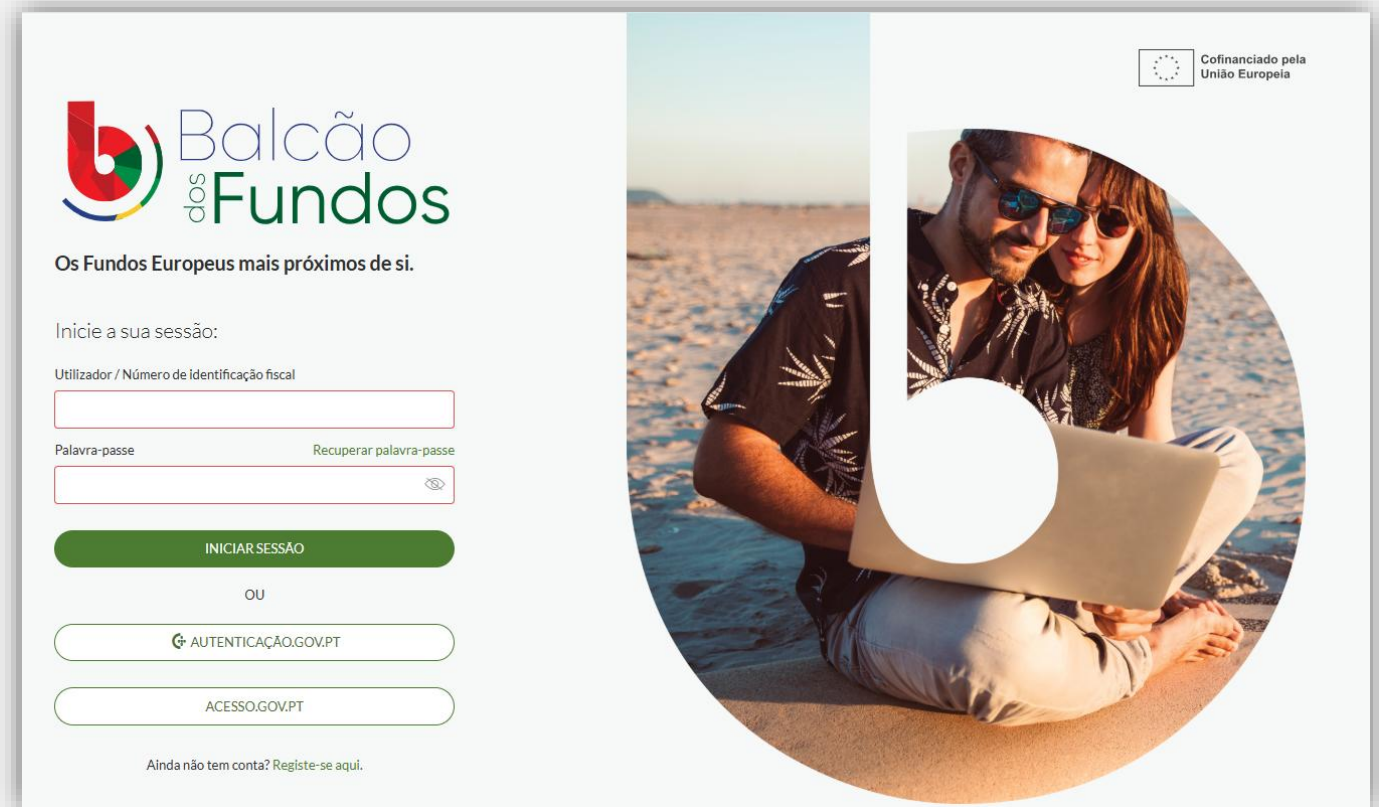 Balcão
dos Fundos
Os Fundos Europeus mais próximos de si.
Inicie a sua sessão:
Utilizador / Número de identificação fiscal
Palavra-passe Recuperar palavra-passe
INICIAR SESSÃO
OU
AUTENTICAÇÃO.GOV.PT
ACESSO.GOV.PT
Ainda não tem conta? Registe-se aqui.
Cofinanciado pela
União Europeia